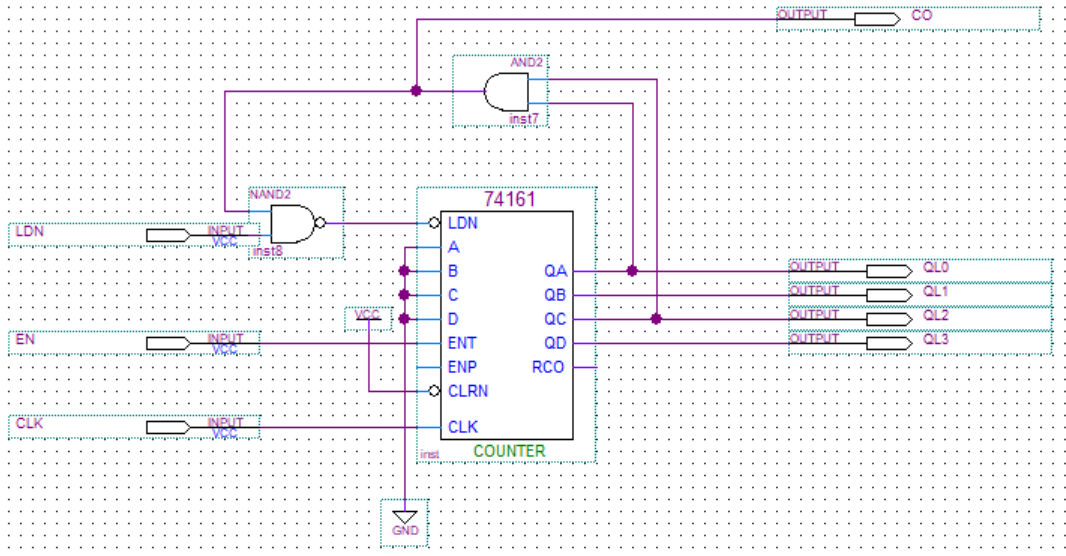 OUTPUT CO
AND2
inst7
NAND2
74161
LDN INPUT
VCC
inst8
LDN
A
B QA OUTPUT QL0
C QB OUTPUT QL1
VCC
D QC OUTPUT QL2
EN INPUT
VCC
ENT QD OUTPUT QL3
ENP RCO
CLRN
CLK INPUT
VCC
CLK
inst COUNTER
GND